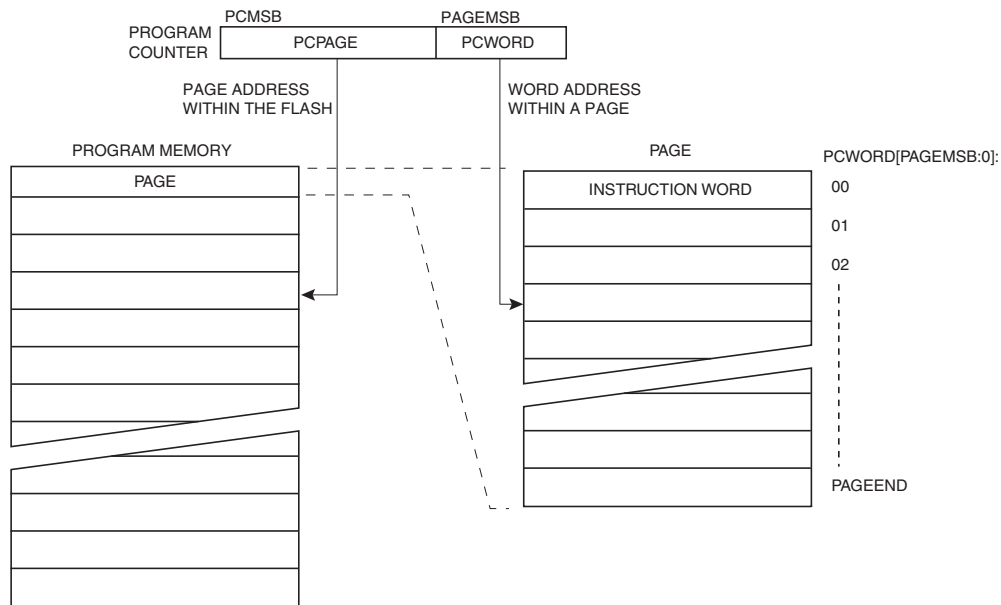 PCMSB
PAGEMSB
PROGRAM
COUNTER
PCPAGE
PCWORD
PAGE ADDRESS
WITHIN THE FLASH
WORD ADDRESS
WITHIN A PAGE
PROGRAM MEMORY
PAGE
PAGE
PCWORD[PAGEMSB:0]:
INSTRUCTION WORD
00
01
02
PAGEEND